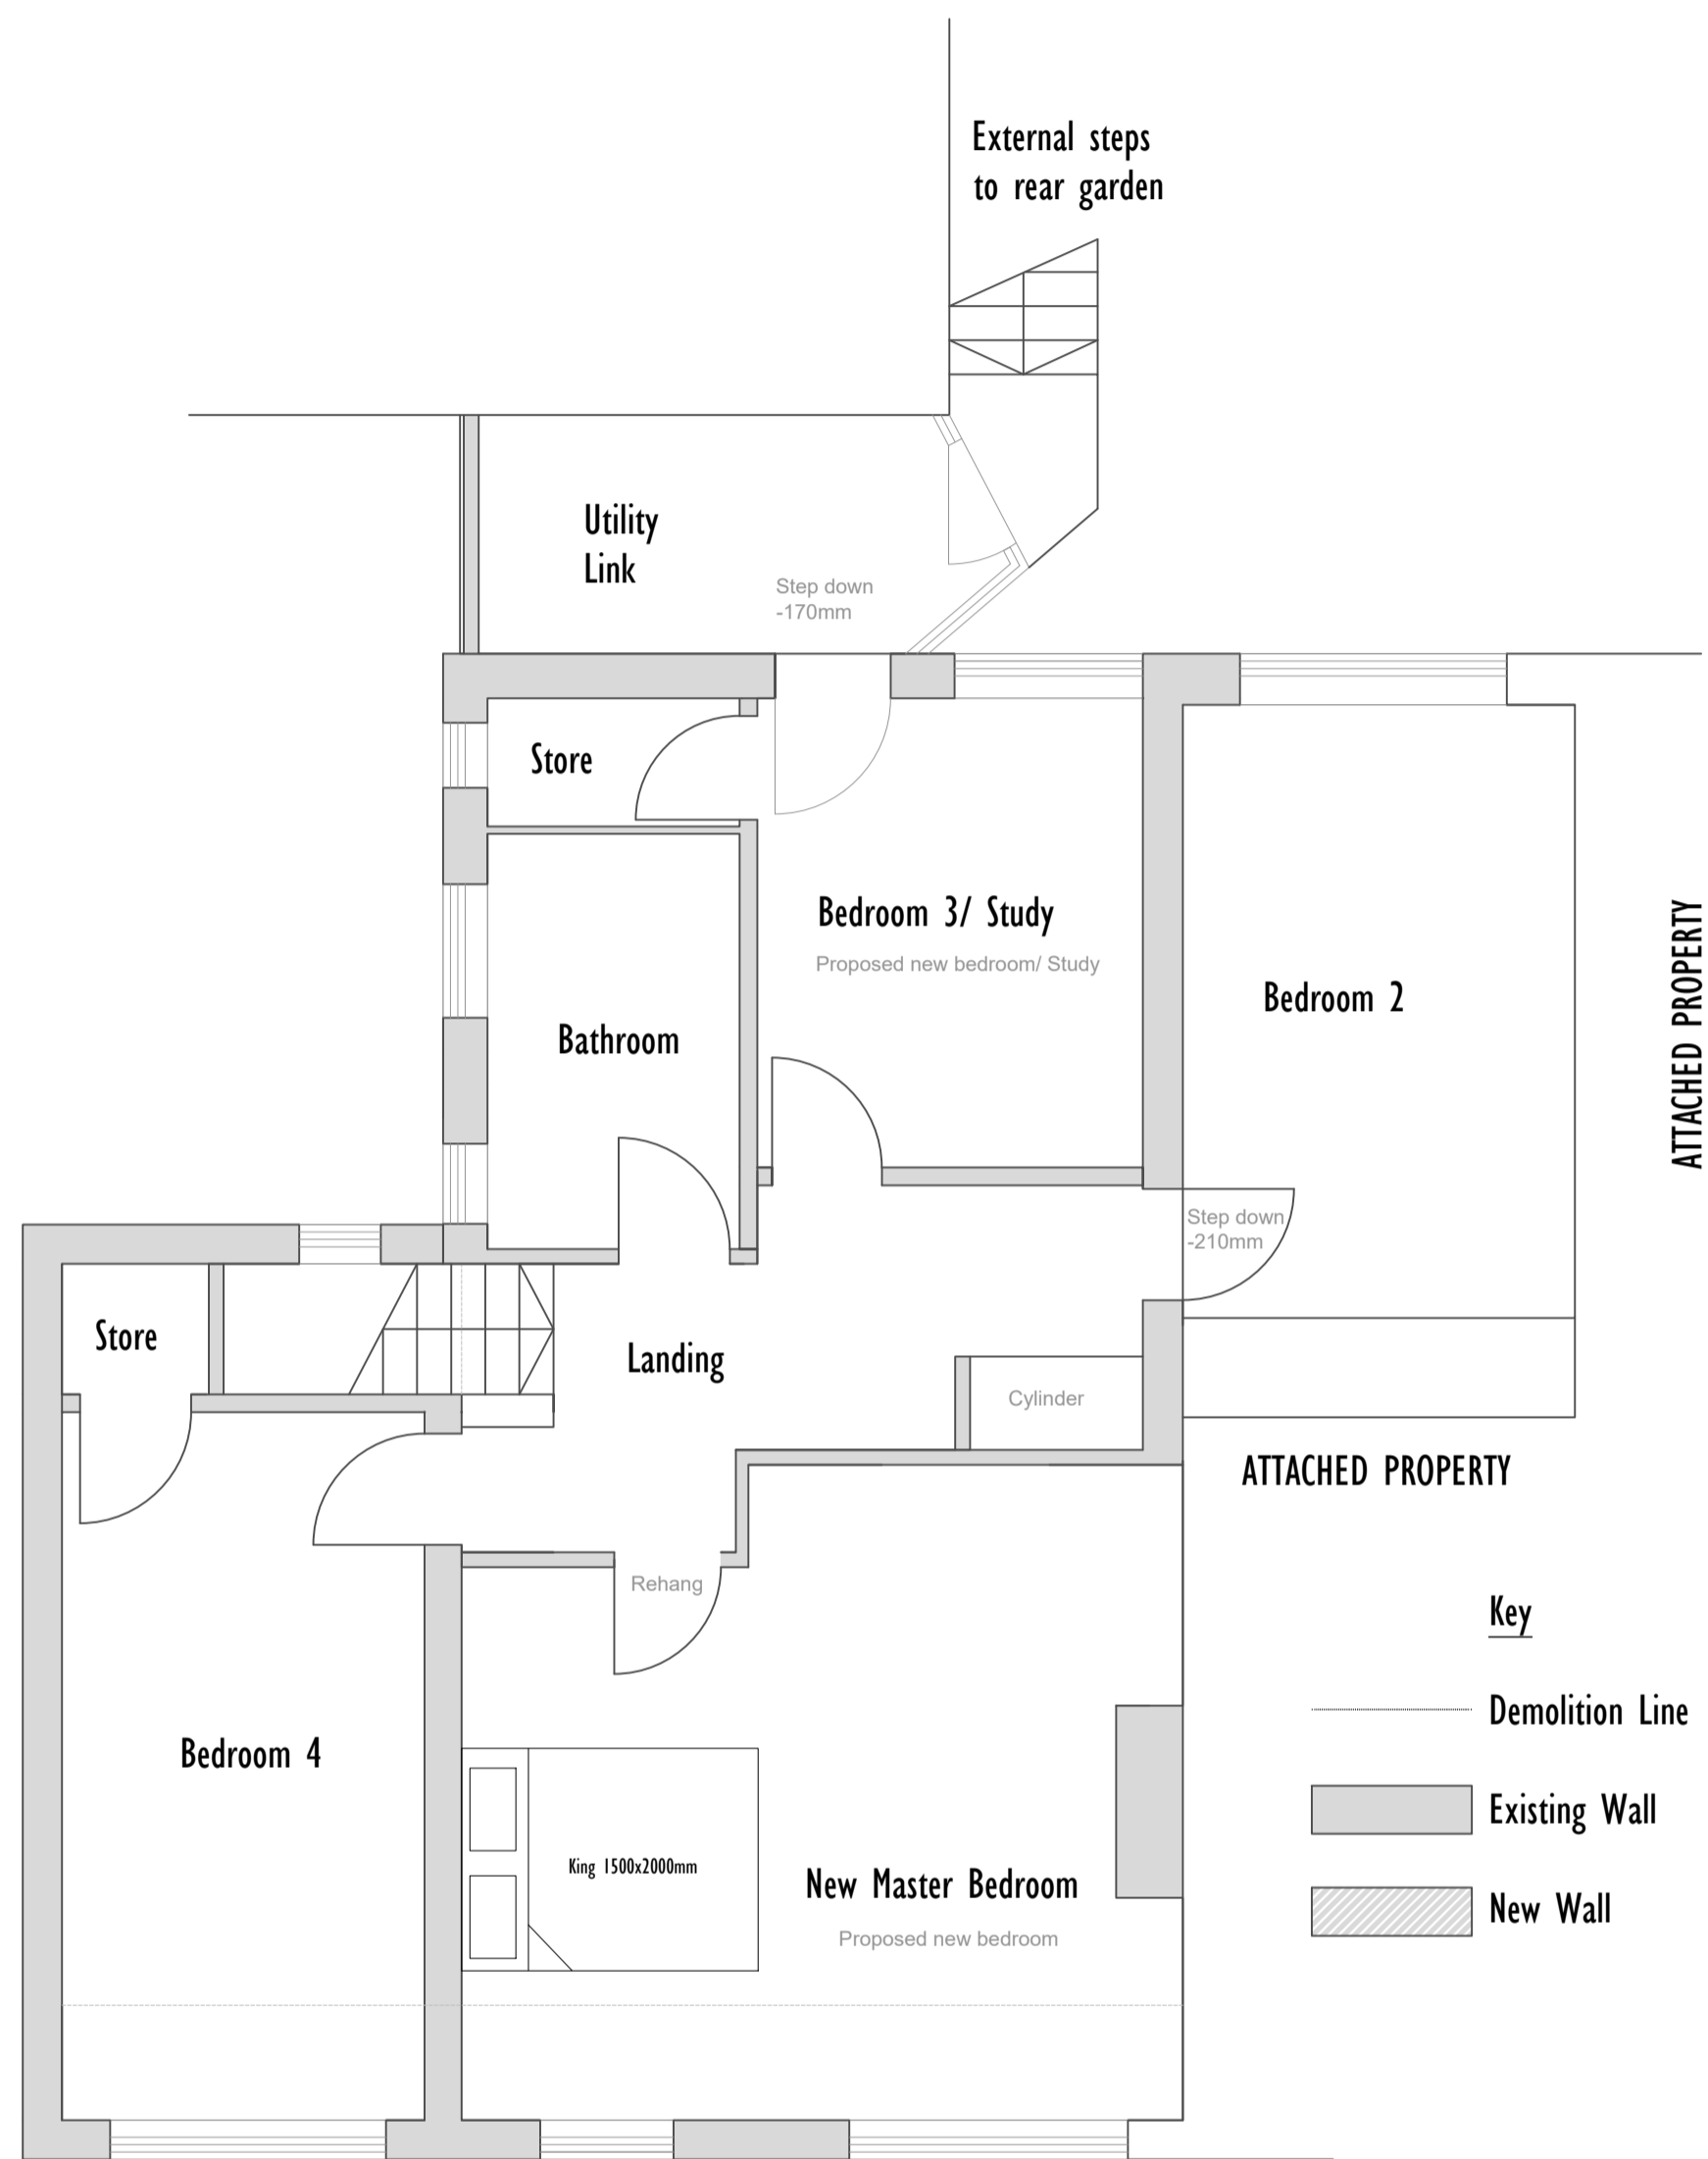 External steps
to rear garden
Utility
Link
Step down
-170mm
Store
Bedroom 3/ Study
Proposed new bedroom/ Study
Bedroom 2
ATTACHED PROPERTY
Bathroom
Step down
-210mm
Store
Landing
Cylinder
ATTACHED PROPERTY
Rehang
Key
Demolition Line
Bedroom 4
Existing Wall
King 1500x2000mm
New Master Bedroom
New Wall
Proposed new bedroom